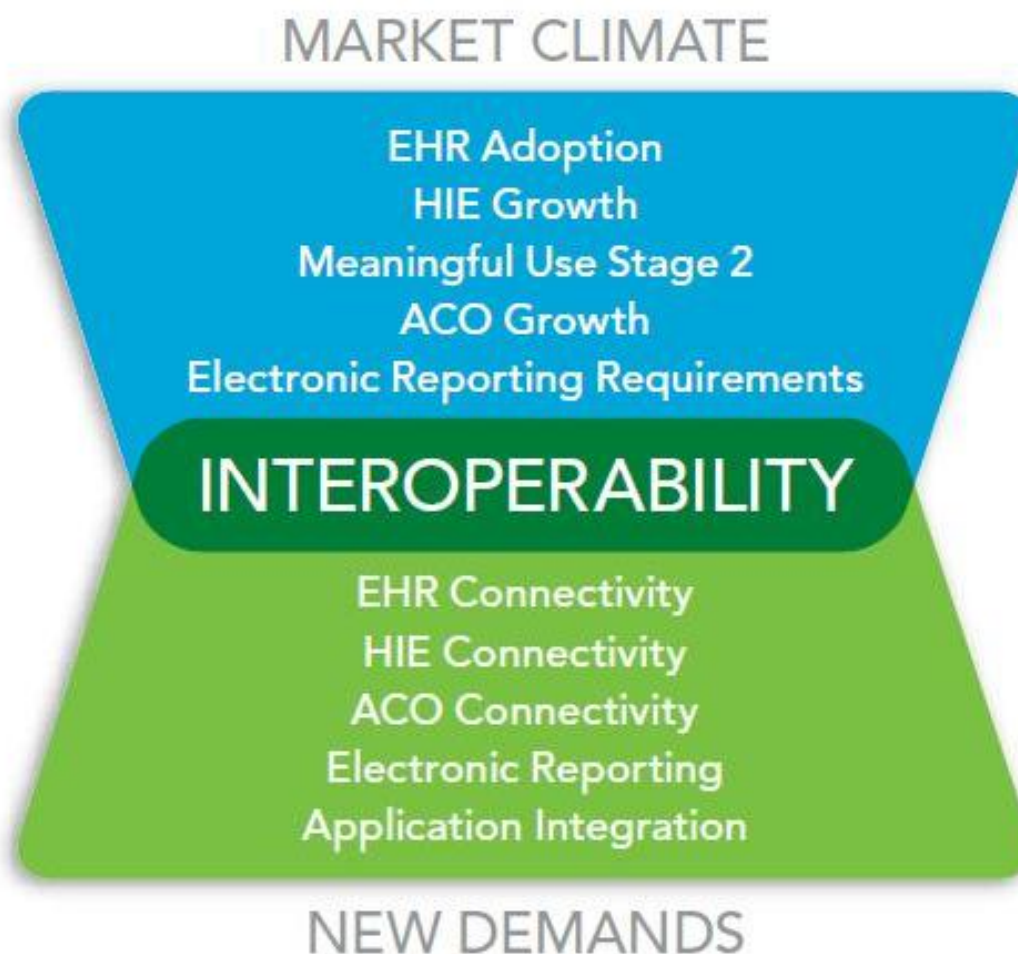 MARKET CLIMATE
EHR Adoption
HIE Growth
Meaningful Use Stage 2
ACO Growth
Electronic Reporting Requirements
INTEROPERABILITY
EHR Connectivity
HIE Connectivity
ACO Connectivity
Electronic Reporting
Application Integration
NEW DEMANDS